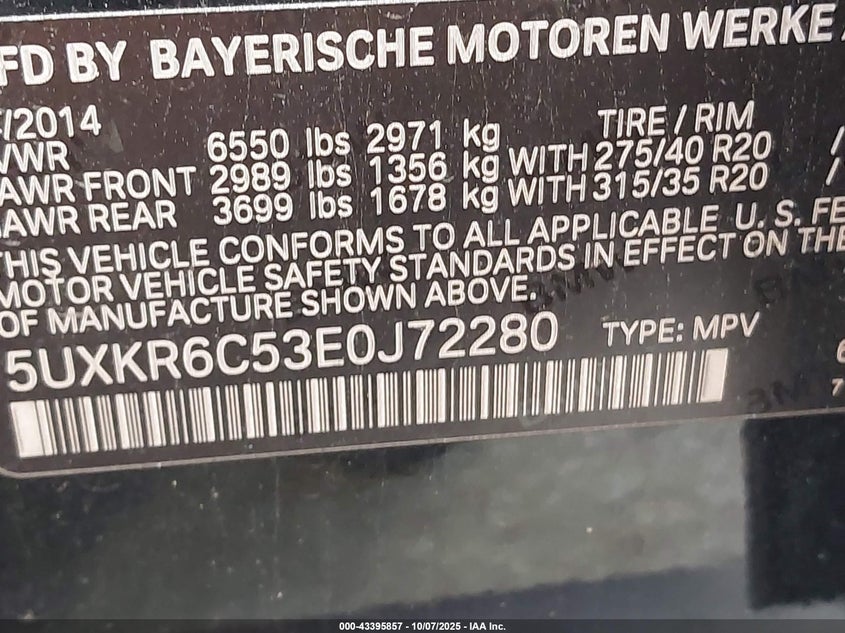 FD BY BAYERISCHE MOTOREN WERKE
/2014
VWR 6550 lbs 2971 kg TIRE / RIM
AWR FRONT 2989 lbs 1356 kg WITH 275/40 R20 /
AWR REAR 3699 lbs 1678 kg WITH 315/35 R20 /
THIS VEHICLE CONFORMS TO ALL APPLICABLE U. S. FE
MOTOR VEHICLE SAFETY STANDARDS IN EFFECT ON THE
OF MANUFACTURE SHOWN ABOVE.
5UXKR6C53E0J72280 TYPE: MPV
6
7
000-43395857 - 10/07/2025 - IAA Inc.